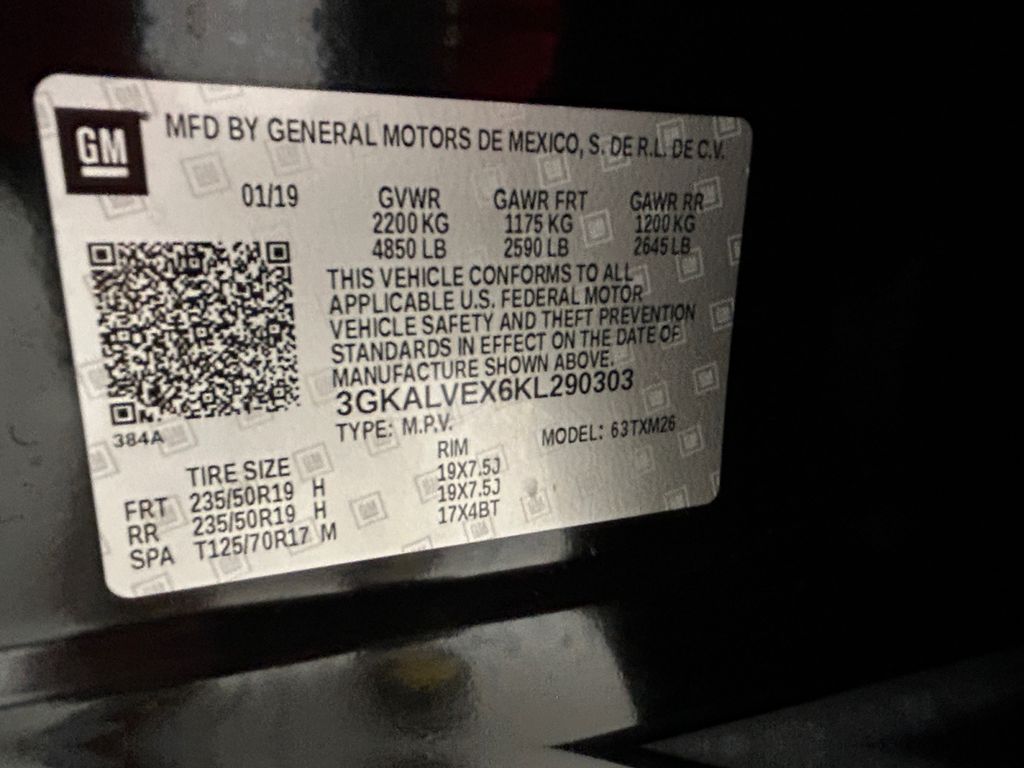 GM MFD BY GENERAL MOTORS DE MEXICO, S. DE R.L. DE C.V.
01/19 GVWR GAWR FRT GAWR RR
2200 KG 1175 KG 1200 KG
4850 LB 2590 LB 2645 LB
THIS VEHICLE CONFORMS TO ALL
APPLICABLE U.S. FEDERAL MOTOR
VEHICLE SAFETY AND THEFT PREVENTION
STANDARDS IN EFFECT ON THE DATE OF
MANUFACTURE SHOWN ABOVE.
3GKALVEX6KL290303
384A
TYPE: M.P.V. MODEL: 63TXM26
TIRE SIZE RIM
FRT 235/50R19 H 19X7.5J
RR 235/50R19 H 19X7.5J
SPA T125/70R17 M 17X4BT